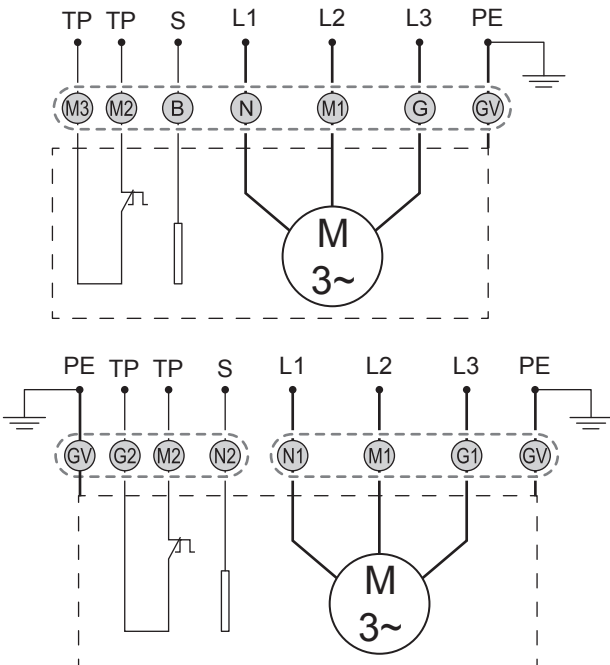 TP TP S L1 L2 L3 PE
M3 M2 B N M1 G GV
M
3~
PE TP TP S L1 L2 L3 PE
GV G2 M2 N2 N1 M1 G1 GV
M
3~